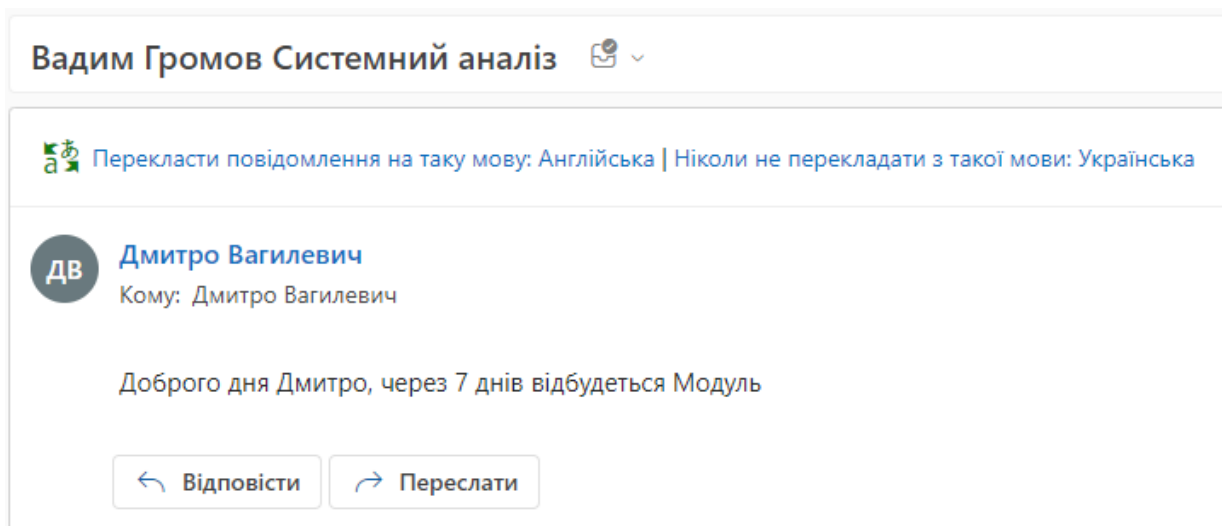 Вадим Громов Системний аналіз
Перекласти повідомлення на таку мову: Англійська | Ніколи не перекладати з такої мови: Українська
ДВ
Дмитро Вагилевич
Кому: Дмитро Вагилевич
Доброго дня Дмитро, через 7 днів відбудеться Модуль
Відповісти
Переслати